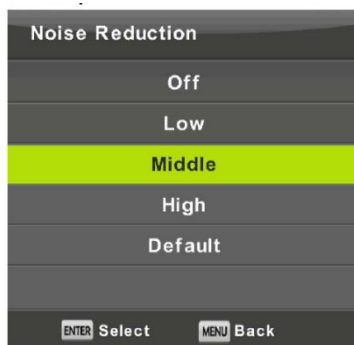 Noise Reduction
Off
Low
Middle
High
Default
ENTER Select MENU Back